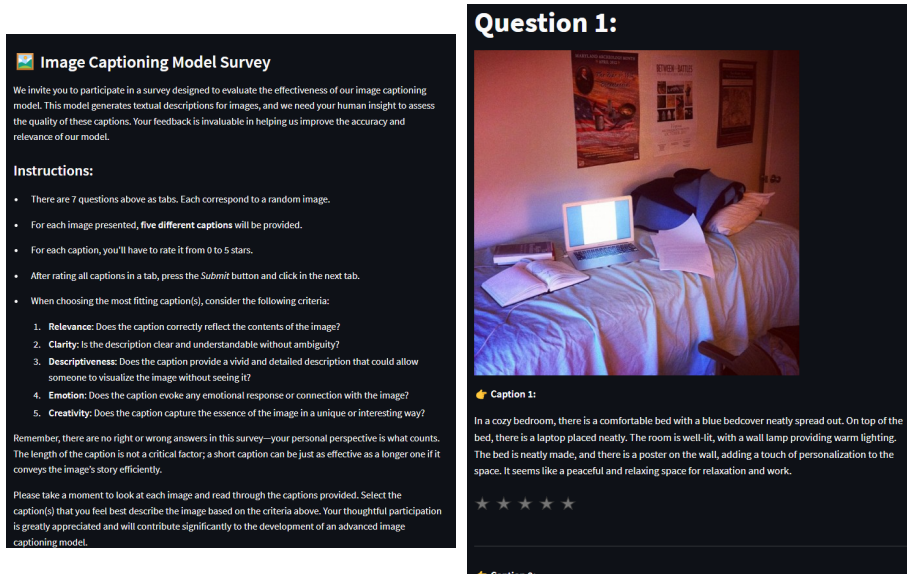 Image Captioning Model Survey
We invite you to participate in a survey designed to evaluate the effectiveness of our image captioning
model. This model generates textual descriptions for images, and we need your human insight to assess
the quality of these captions. Your feedback is invaluable in helping us improve the accuracy and
relevance of our model.
Instructions:
• There are 7 questions above as tabs. Each correspond to a random image.
• For each image presented, five different captions will be provided.
• For each caption, you'll have to rate it from 0 to 5 stars.
• After rating all captions in a tab, press the Submit button and click in the next tab.
• When choosing the most fitting caption(s), consider the following criteria:
1. Relevance: Does the caption correctly reflect the contents of the image?
2. Clarity: Is the description clear and understandable without ambiguity?
3. Descriptiveness: Does the caption provide a vivid and detailed description that could allow
someone to visualize the image without seeing it?
4. Emotion: Does the caption evoke any emotional response or connection with the image?
5. Creativity: Does the caption capture the essence of the image in a unique or interesting way?
Remember, there are no right or wrong answers in this survey—your personal perspective is what counts.
The length of the caption is not a critical factor; a short caption can be just as effective as a longer one if it
conveys the image's story efficiently.
Please take a moment to look at each image and read through the captions provided. Select the
caption(s) that you feel best describe the image based on the criteria above. Your thoughtful participation
is greatly appreciated and will contribute significantly to the development of an advanced image
captioning model.
Question 1:
BETWEEN BATTLES
👉 Caption 1:
In a cozy bedroom, there is a comfortable bed with a blue bedcover neatly spread out. On top of the
bed, there is a laptop placed neatly. The room is well-lit, with a wall lamp providing warm lighting.
The bed is neatly made, and there is a poster on the wall, adding a touch of personalization to the
space. It seems like a peaceful and relaxing space for relaxation and work.